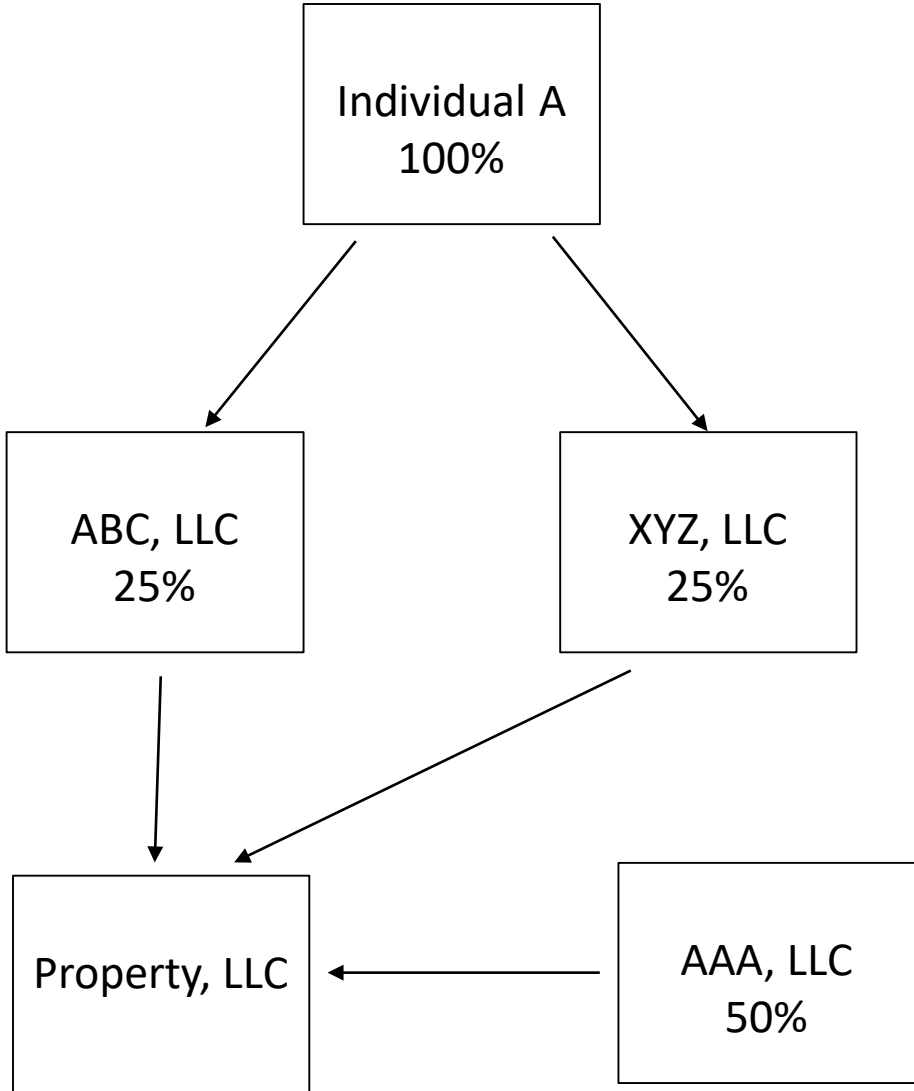 Individual A
100%
ABC, LLC
25%
XYZ, LLC
25%
Property, LLC
AAA, LLC
50%